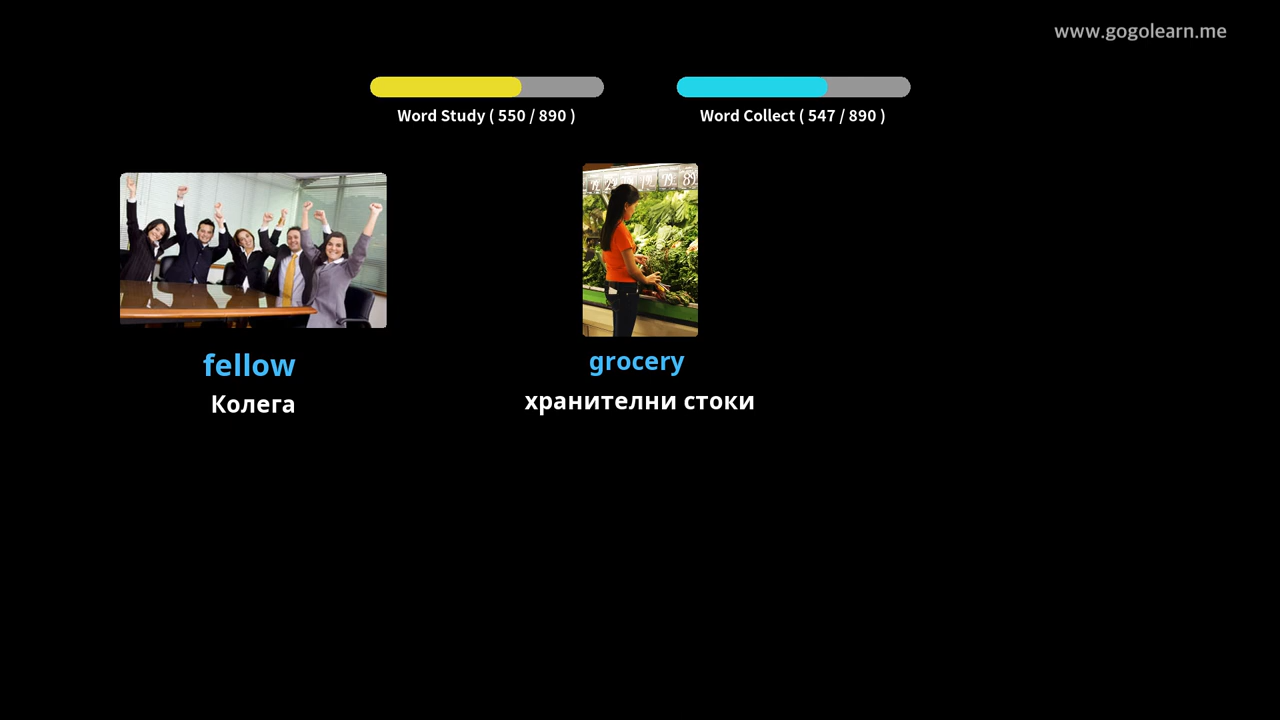 www.gogolearn.me
Word Study ( 550 / 890 )
Word Collect ( 547 / 890 )
fellow
Колега
grocery
хранителни стоки